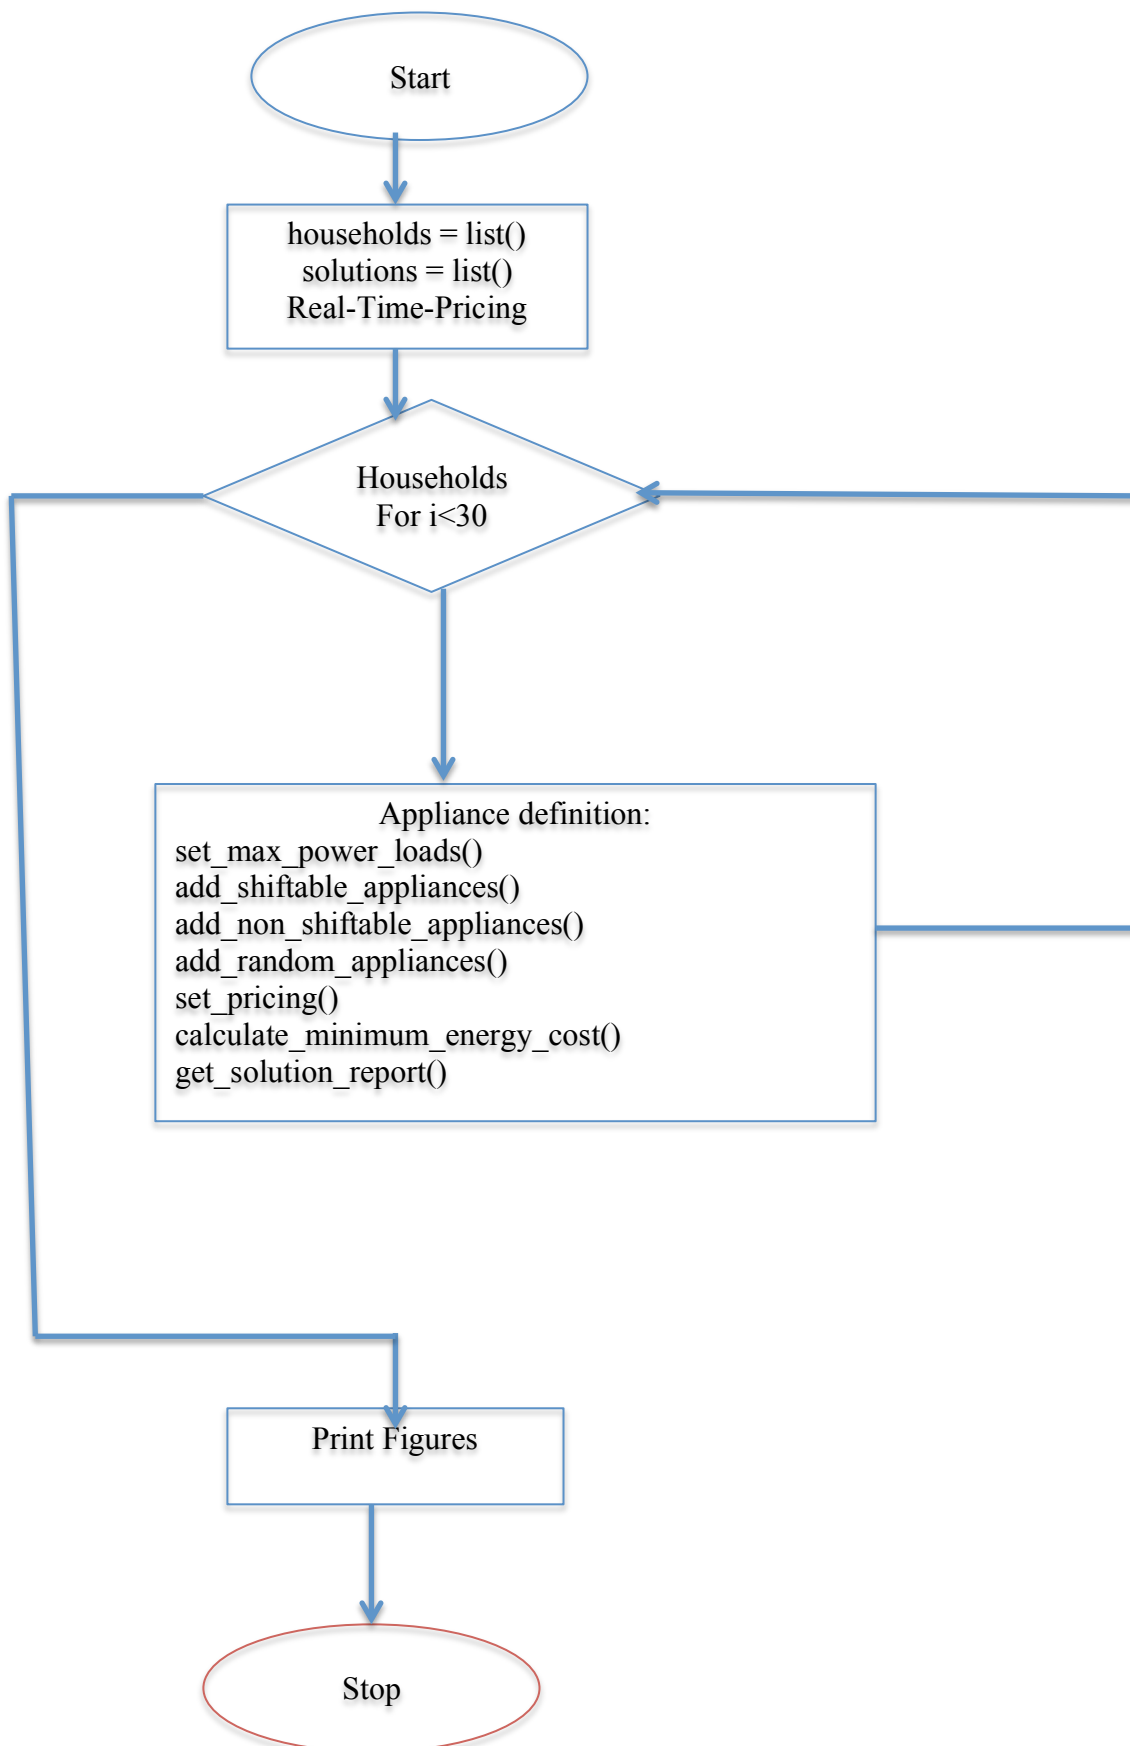 Start
households = list()
solutions = list()
Real-Time-Pricing
Households
For i<30
Appliance definition:
set_max_power_loads()
add_shiftable_appliances()
add_non_shiftable_appliances()
add_random_appliances()
set_pricing()
calculate_minimum_energy_cost()
get_solution_report()
Print Figures
Stop